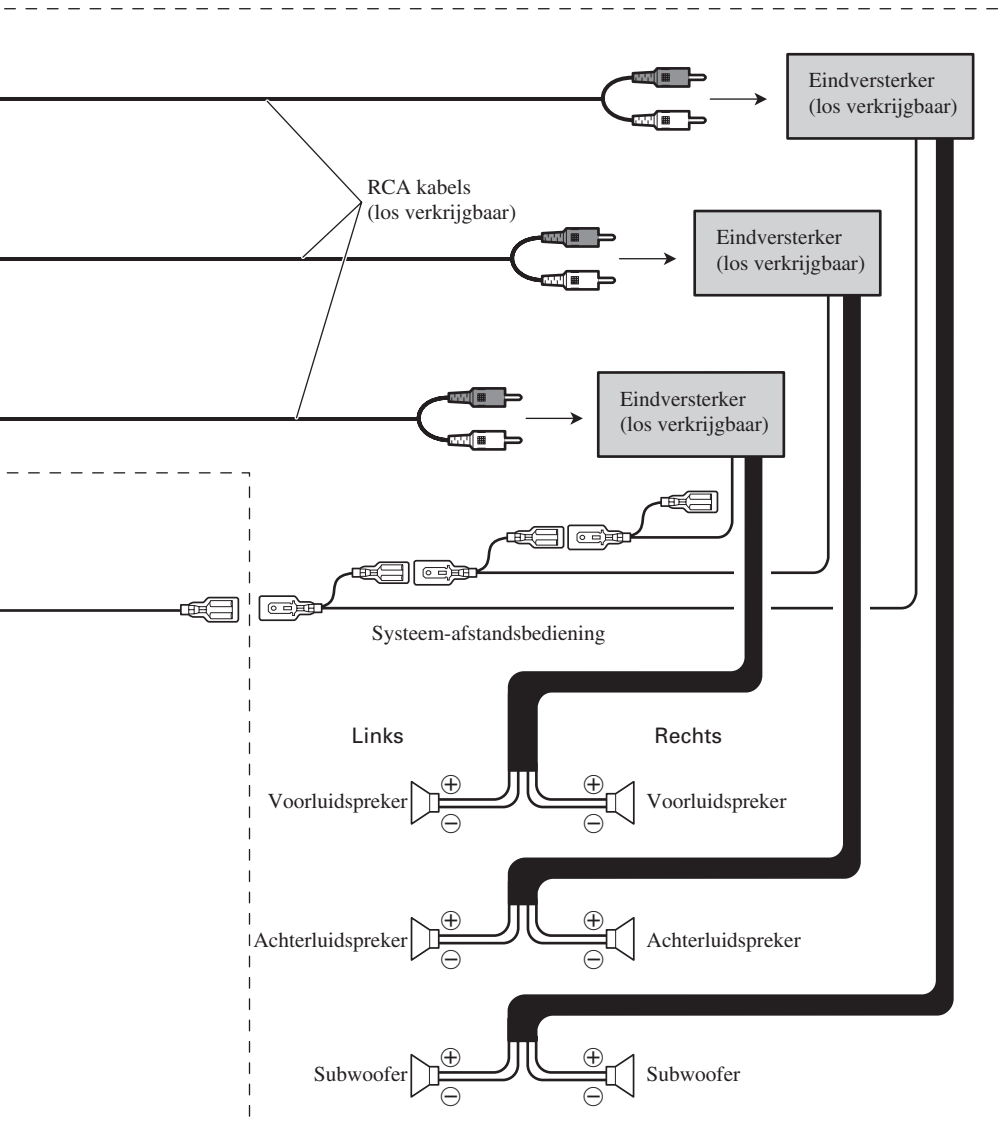 Eindversterker
(los verkrijgbaar)
RCA kabels
(los verkrijgbaar)
Eindversterker
(los verkrijgbaar)
Eindversterker
(los verkrijgbaar)
Systeem-afstandsbediening
Links
Rechts
⊕ ⊕
Voorluidspreker Voorluidspreker
⊖ ⊖
⊕ ⊕
Achterluidspreker Achterluidspreker
⊖ ⊖
⊕ ⊕
Subwoofer Subwoofer
⊖ ⊖